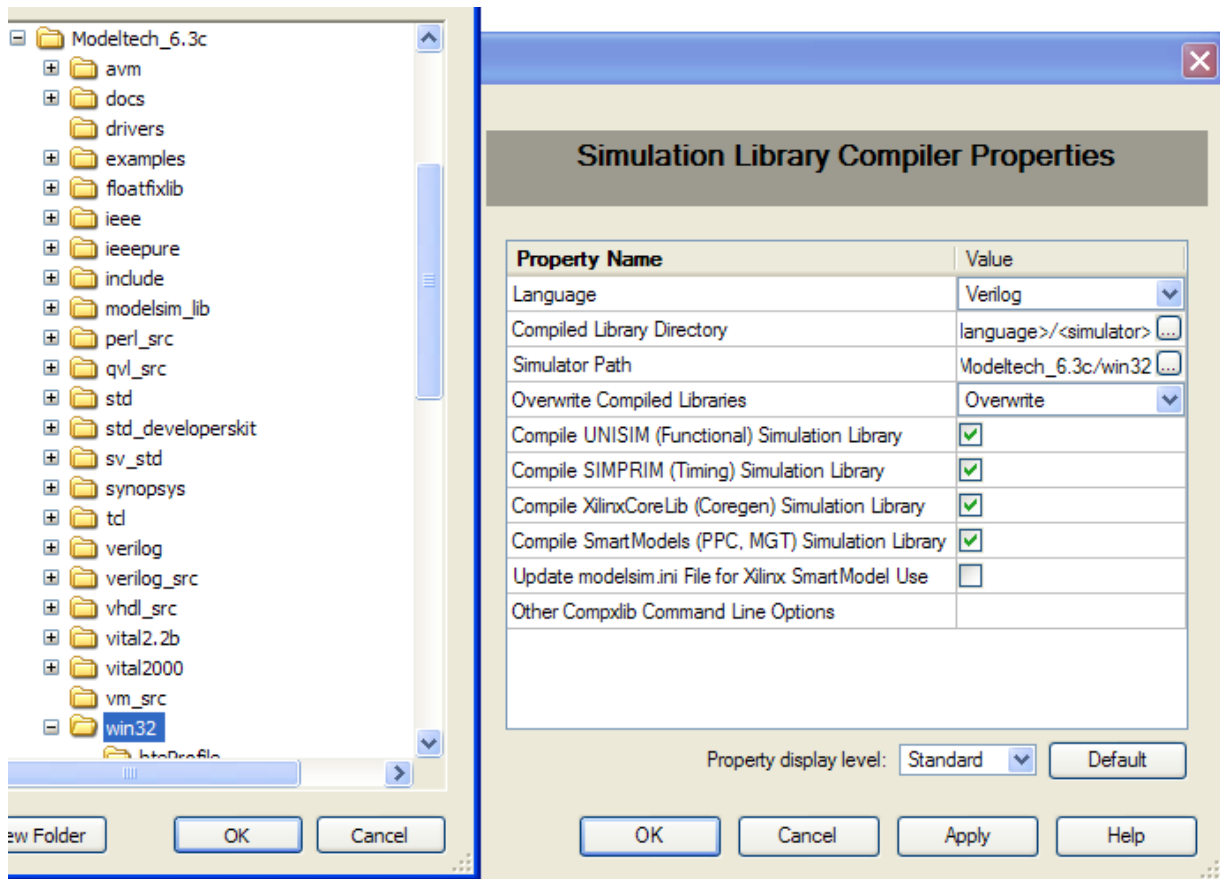 Modeltech_6.3c
avm
docs
drivers
examples
floatfixlib
ieee
ieeepure
include
modelsim_lib
perl_src
qvl_src
std
std_developerskit
sv_std
synopsys
tcl
verilog
verilog_src
vhdl_src
vital2.2b
vital2000
vm_src
win32
ew Folder OK Cancel
Simulation Library Compiler Properties
Property Name Value
Language Verilog
Compiled Library Directory language>/<simulator> ...
Simulator Path Modeltech_6.3c/win32 ...
Overwrite Compiled Libraries Overwrite
Compile UNISIM (Functional) Simulation Library
Compile SIMPRIM (Timing) Simulation Library
Compile XilinxCoreLib (Coregen) Simulation Library
Compile SmartModels (PPC, MGT) Simulation Library
Update modelsim.ini File for Xilinx SmartModel Use
Other Compxlib Command Line Options
Property display level: Standard Default
OK Cancel Apply Help